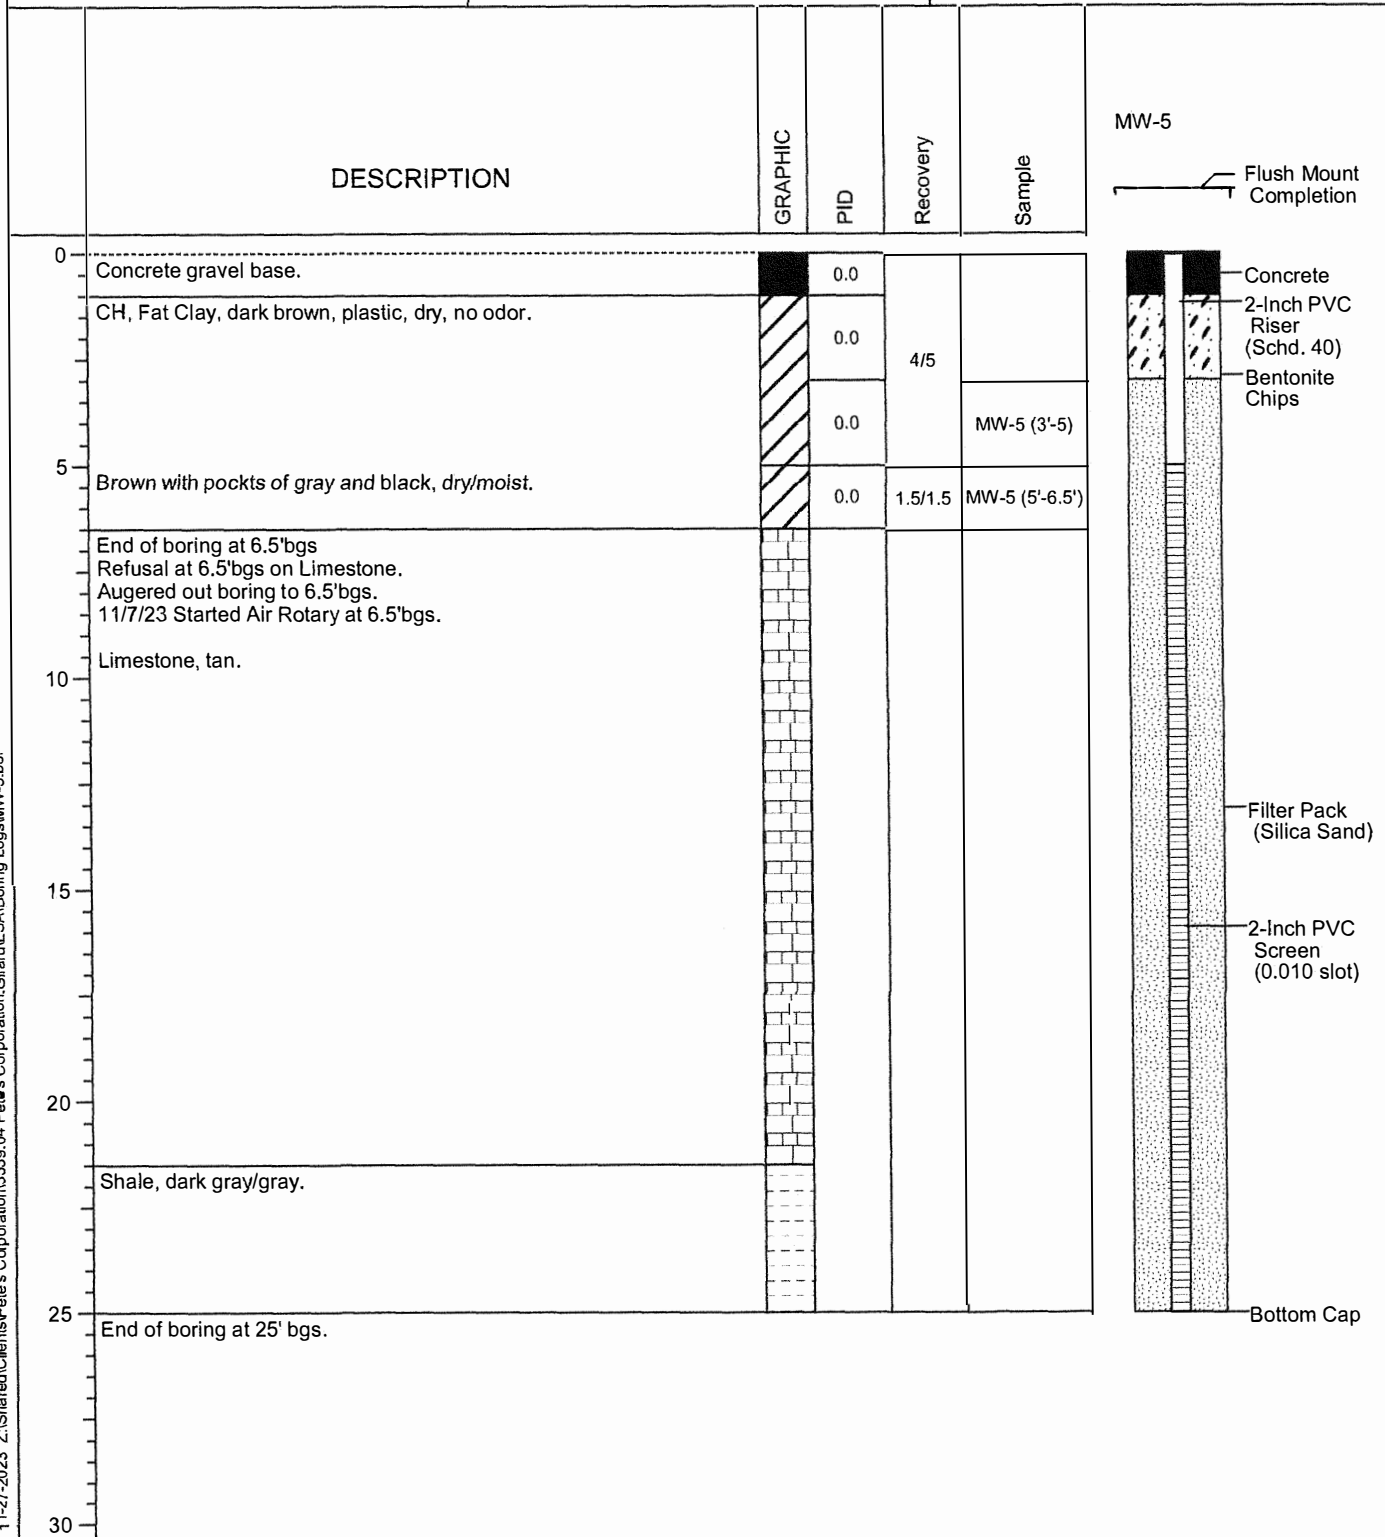 MW-5
Flush Mount
Completion
DESCRIPTION
GRAPHIC
PID
Recovery
Sample
0
Concrete gravel base.
0.0
Concrete
CH, Fat Clay, dark brown, plastic, dry, no odor.
0.0
4/5
2-Inch PVC
Riser
(Schd. 40)
Bentonite
Chips
0.0
MW-5 (3'-5)
5
Brown with pockts of gray and black, dry/moist.
0.0
1.5/1.5
MW-5 (5'-6.5')
End of boring at 6.5'bgs
Refusal at 6.5'bgs on Limestone.
Augered out boring to 6.5'bgs.
11/7/23 Started Air Rotary at 6.5'bgs.
Limestone, tan.
10
Filter Pack
(Silica Sand)
15
2-Inch PVC
Screen
(0.010 slot)
20
Shale, dark gray/gray.
25
End of boring at 25' bgs.
Bottom Cap
30